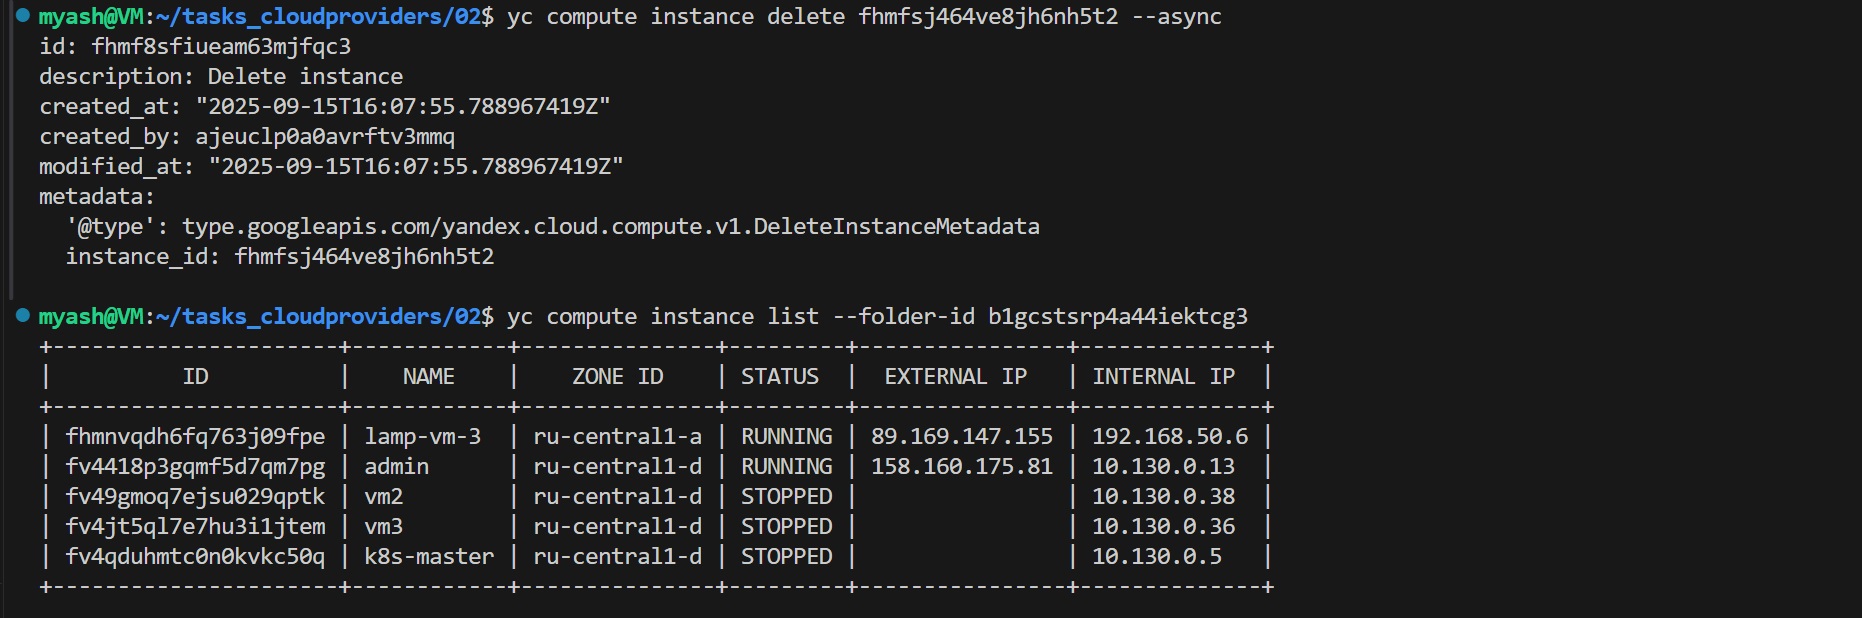 myash@VM:~/tasks_cloudproviders/02$ yc compute instance delete fhmfsj464ve8jh6nh5t2 --async
id: fhmf8sfiueam63mjfqc3
description: Delete instance
created_at: "2025-09-15T16:07:55.788967419Z"
created_by: ajeuclp0a0avrftv3mmq
modified_at: "2025-09-15T16:07:55.788967419Z"
metadata:
  '@type': type.googleapis.com/yandex.cloud.compute.v1.DeleteInstanceMetadata
  instance_id: fhmfsj464ve8jh6nh5t2

myash@VM:~/tasks_cloudproviders/02$ yc compute instance list --folder-id b1gcstsrp4a44iektcg3
+----------------------+------------+---------------+---------+----------------+--------------+
|          ID          |    NAME    |    ZONE ID    | STATUS  |  EXTERNAL IP   | INTERNAL IP  |
+----------------------+------------+---------------+---------+----------------+--------------+
| fhmnvqdh6fq763j09fpe | lamp-vm-3  | ru-central1-a | RUNNING | 89.169.147.155 | 192.168.50.6 |
| fv4418p3gqmf5d7qm7pg | admin      | ru-central1-d | RUNNING | 158.160.175.81 | 10.130.0.13  |
| fv49gmoq7ejsu029qptk | vm2        | ru-central1-d | STOPPED |                | 10.130.0.38  |
| fv4jt5ql7e7hu3i1jtem | vm3        | ru-central1-d | STOPPED |                | 10.130.0.36  |
| fv4qduhmtc0n0kvkc50q | k8s-master | ru-central1-d | STOPPED |                | 10.130.0.5   |
+----------------------+------------+---------------+---------+----------------+--------------+